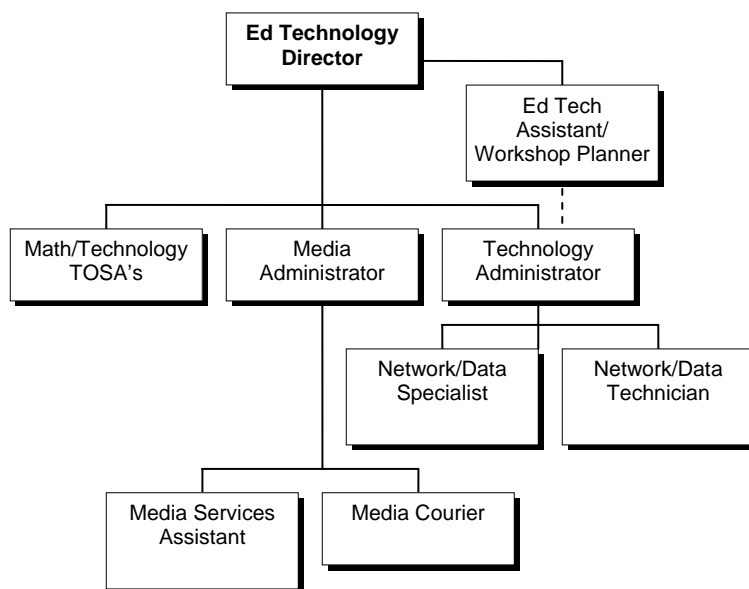 Ed Technology
Director
Ed Tech
Assistant/
Workshop Planner
Math/Technology
TOSA's
Media
Administrator
Technology
Administrator
Network/Data
Specialist
Network/Data
Technician
Media Services
Assistant
Media Courier